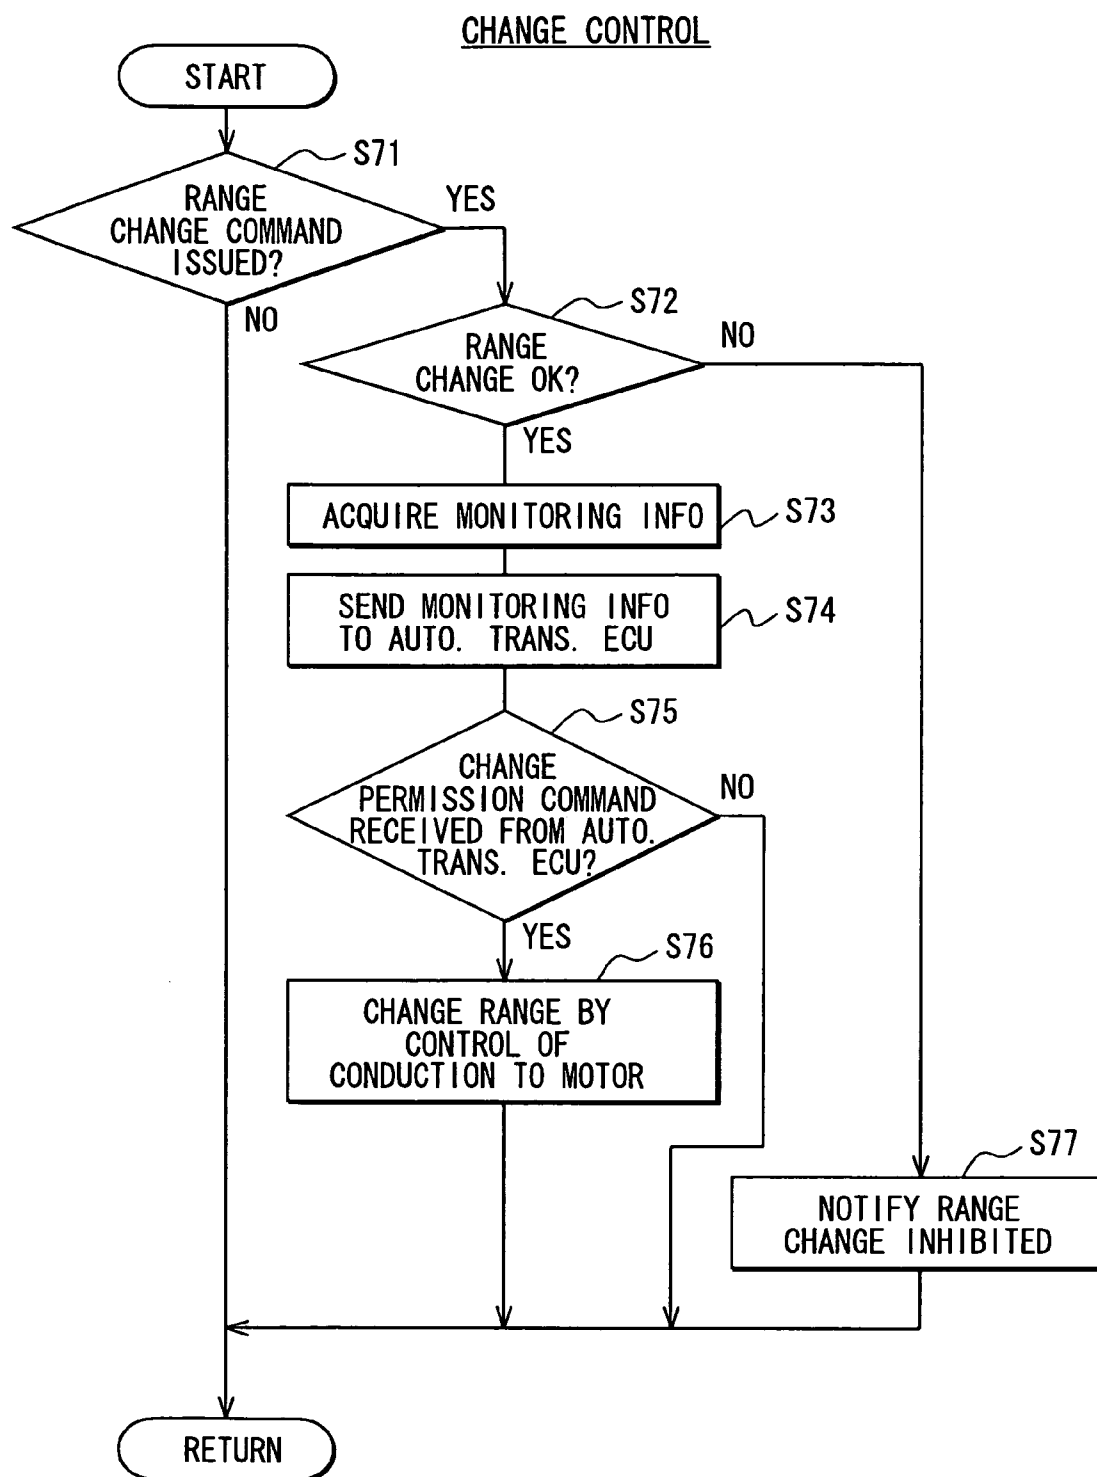 CHANGE CONTROL
START
S71
RANGE
CHANGE COMMAND
ISSUED?
YES
NO
S72
RANGE
CHANGE OK?
NO
YES
ACQUIRE MONITORING INFO
S73
SEND MONITORING INFO
TO AUTO. TRANS. ECU
S74
S75
CHANGE
PERMISSION COMMAND
RECEIVED FROM AUTO.
TRANS. ECU?
NO
YES
S76
CHANGE RANGE BY
CONTROL OF
CONDUCTION TO MOTOR
S77
NOTIFY RANGE
CHANGE INHIBITED
RETURN